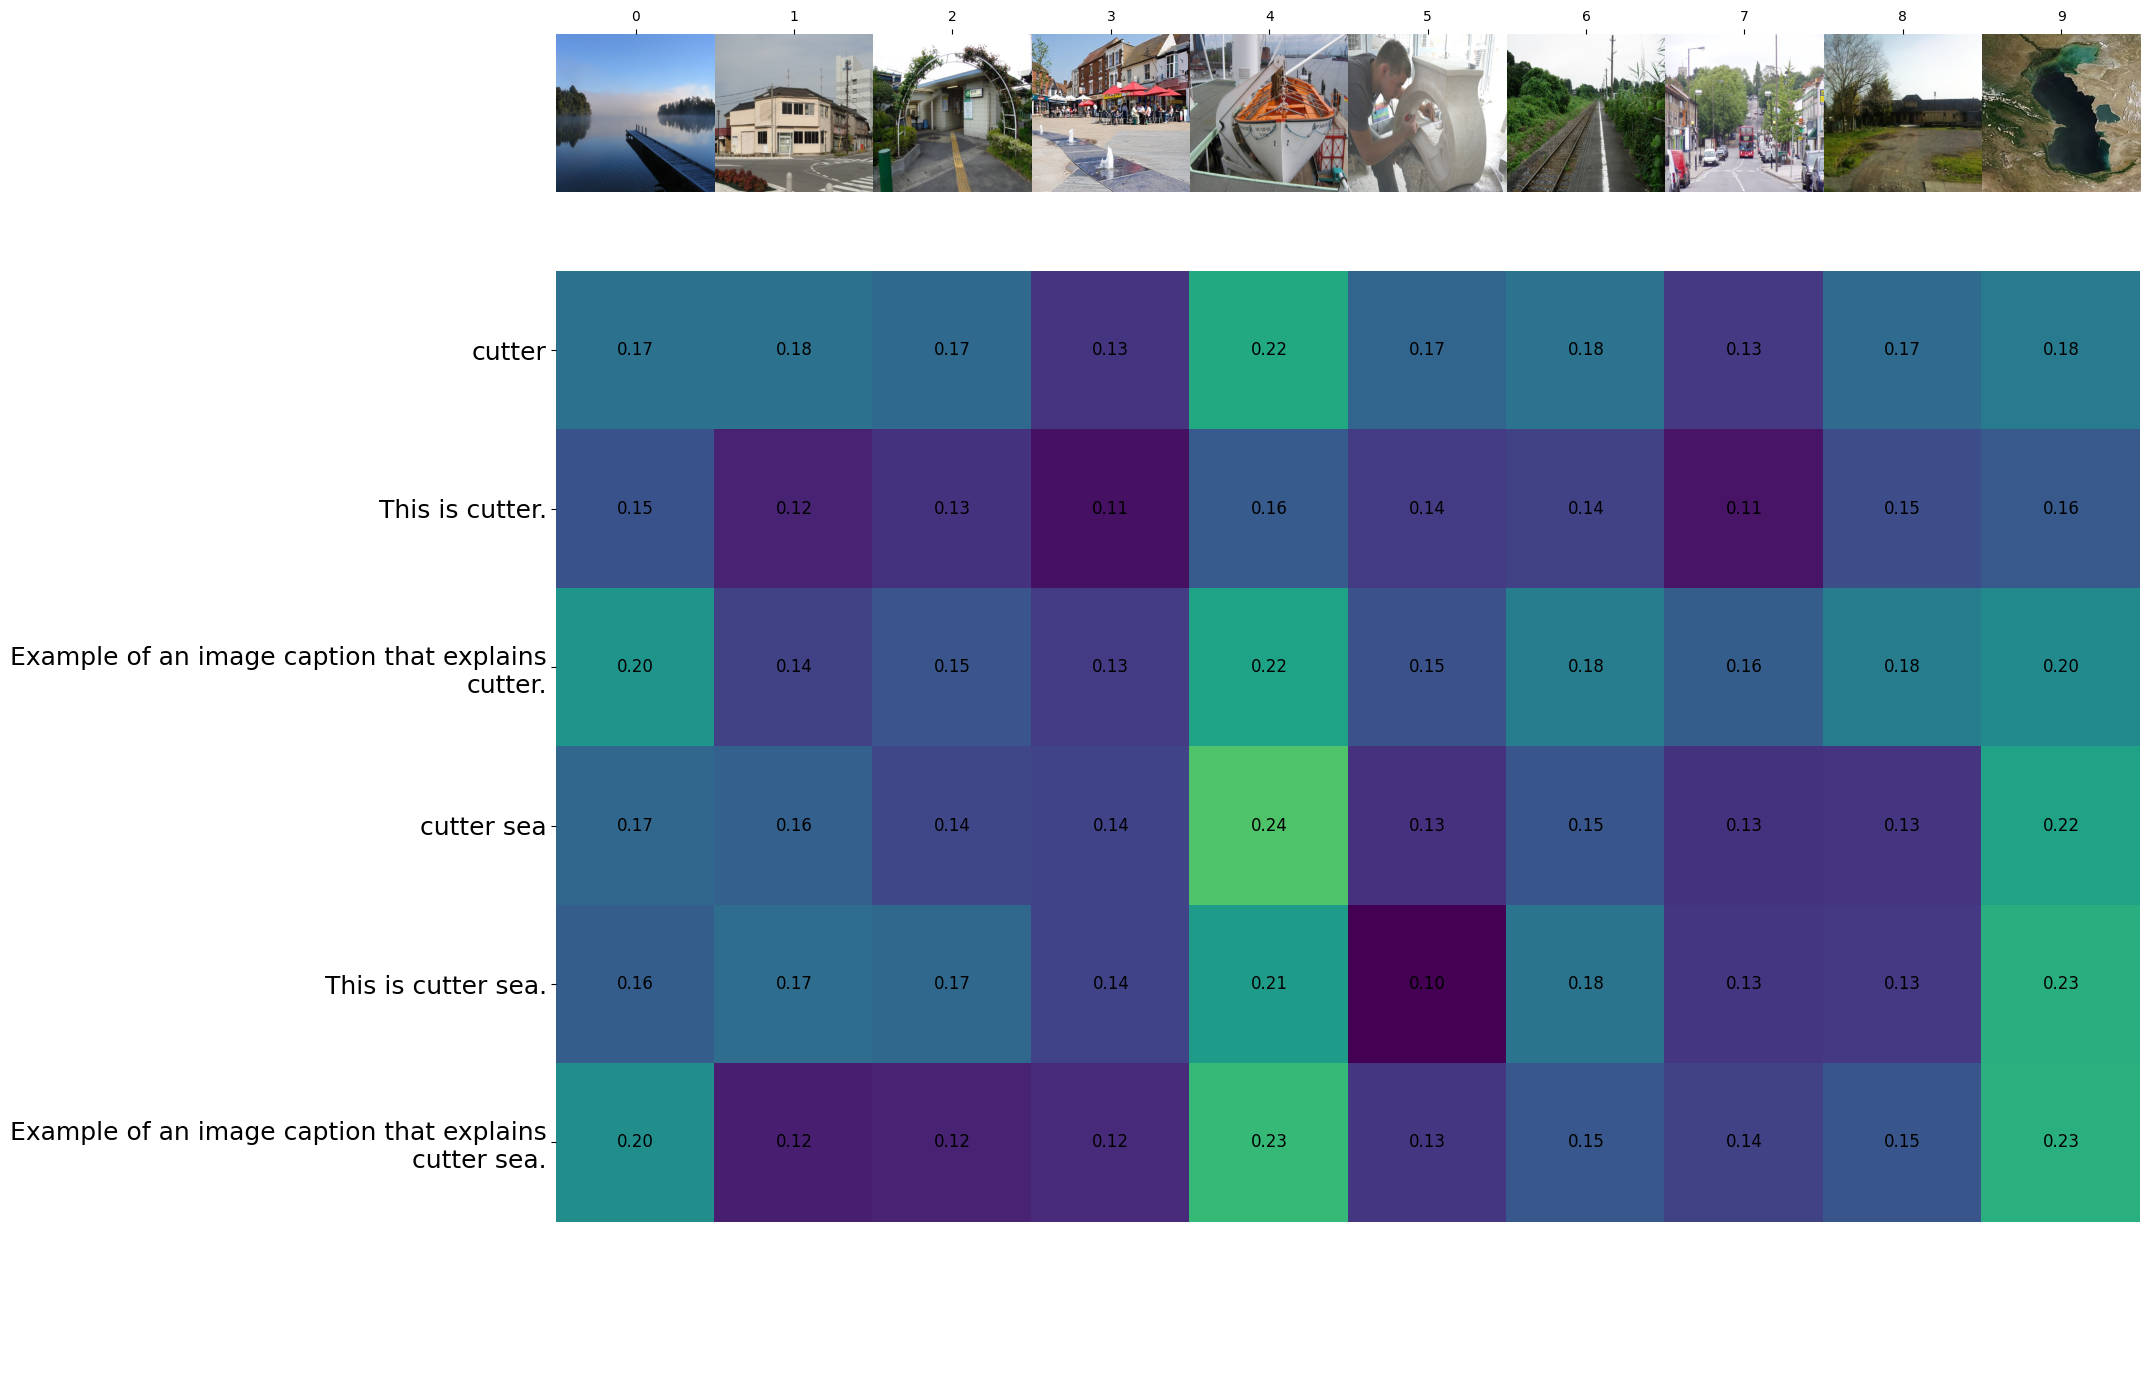 0 1 2 3 4 5 6 7 8 9
cutter 0.17 0.18 0.17 0.13 0.22 0.17 0.18 0.13 0.17 0.18
This is cutter. 0.15 0.12 0.13 0.11 0.16 0.14 0.14 0.11 0.15 0.16
Example of an image caption that explains
cutter. 0.20 0.14 0.15 0.13 0.22 0.15 0.18 0.16 0.18 0.20
cutter sea 0.17 0.16 0.14 0.14 0.24 0.13 0.15 0.13 0.13 0.22
This is cutter sea. 0.16 0.17 0.17 0.14 0.21 0.10 0.18 0.13 0.13 0.23
Example of an image caption that explains
cutter sea. 0.20 0.12 0.12 0.12 0.23 0.13 0.15 0.14 0.15 0.23